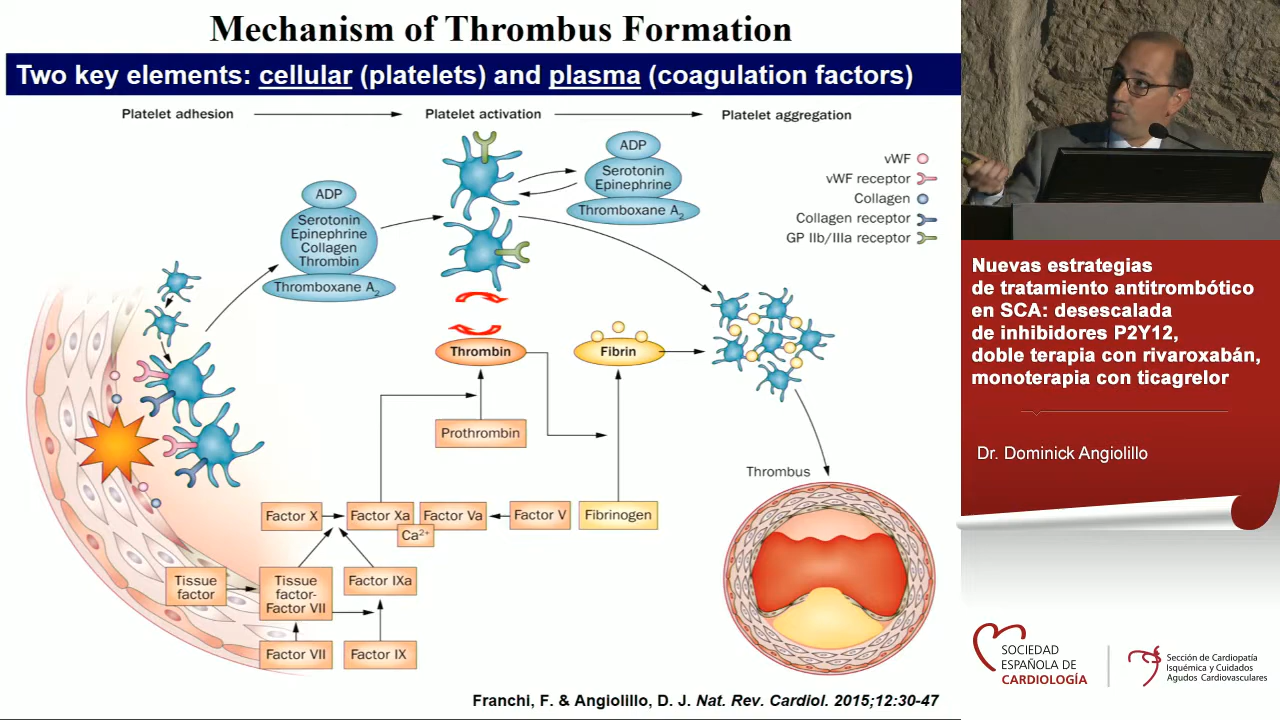 Mechanism of Thrombus Formation
Two key elements: cellular (platelets) and plasma (coagulation factors)
Platelet adhesion
Platelet activation
Platelet aggregation
ADP
Serotonin
Epinephrine
Thromboxane A2
vWF
vWF receptor
Collagen
Collagen receptor
GP IIb/IIIa receptor
ADP
Serotonin
Epinephrine
Collagen
Thrombin
Thromboxane A2
Thrombin
Fibrin
Prothrombin
Thrombus
Factor X
Factor Xa
Factor Va
Factor V
Fibrinogen
Ca2+
Tissue
factor
Tissue
factor-
Factor VII
Factor IXa
Factor VII
Factor IX
Franchi, F. & Angiolillo, D. J. Nat. Rev. Cardiol. 2015;12:30-47
Nuevas estrategias
de tratamiento antitrombótico
en SCA: desescalada
de inhibidores P2Y12,
doble terapia con rivaroxabán,
monoterapia con ticagrelor
Dr. Dominick Angiolillo
SOCIEDAD
ESPAÑOLA DE
CARDIOLOGÍA
Sección de Cardiopatía
Isquémica y Cuidados
Agudos Cardiovasculares